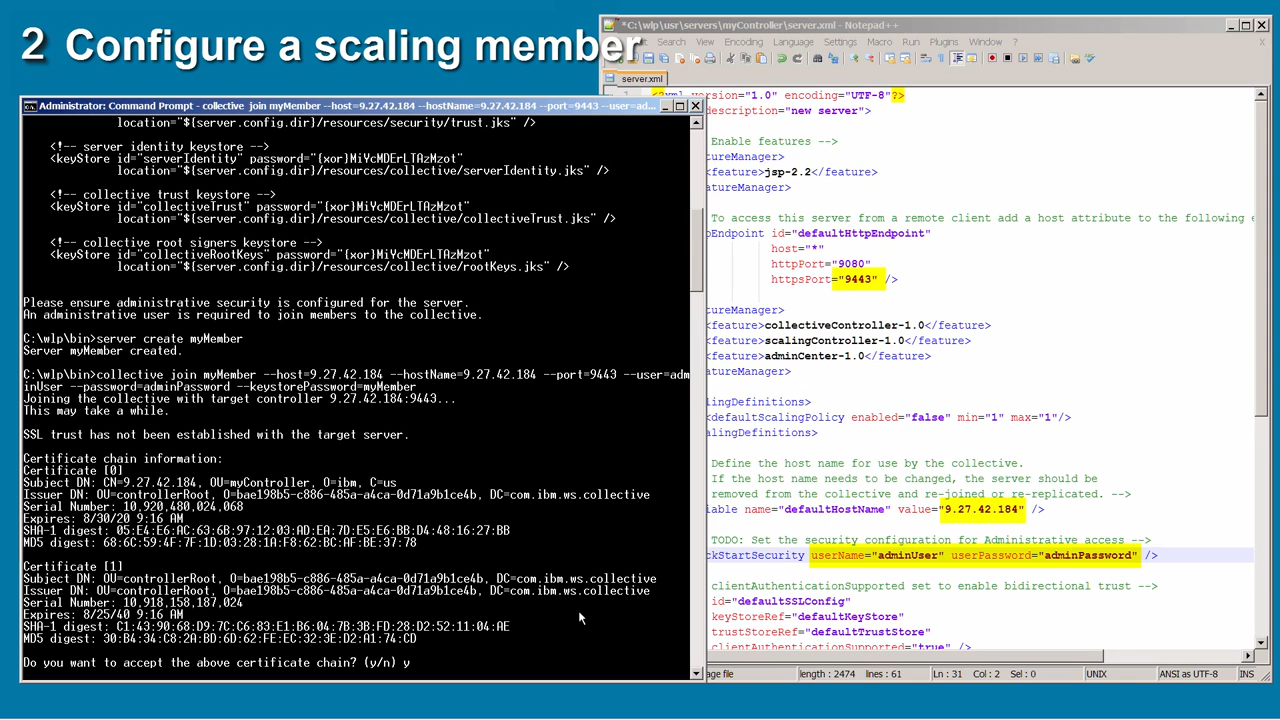 2 Configure a scaling member
Administrator: Command Prompt - collective join myMember --host=9.27.42.184 --hostName=9.27.42.184 --port=9443 --user=ad...
location="${server.config.dir}/resources/security/trust.jks" />
<!-- server identity keystore -->
<keyStore id="serverIdentity" password="{xor}MiYcMDErLTAzMzot"
location="${server.config.dir}/resources/collective/serverIdentity.jks" />
<!-- collective trust keystore -->
<keyStore id="collectiveTrust" password="{xor}MiYcMDErLTAzMzot"
location="${server.config.dir}/resources/collective/collectiveTrust.jks" />
<!-- collective root signers keystore -->
<keyStore id="collectiveRootKeys" password="{xor}MiYcMDErLTAzMzot"
location="${server.config.dir}/resources/collective/rootKeys.jks" />
Please ensure administrative security is configured for the server.
An administrative user is required to join members to the collective.
C:\wlp\bin>server create myMember
Server myMember created.
C:\wlp\bin>collective join myMember --host=9.27.42.184 --hostName=9.27.42.184 --port=9443 --user=adm
inUser --password=adminPassword --keystorePassword=myMember
Joining the collective with target controller 9.27.42.184:9443...
This may take a while.
SSL trust has not been established with the target server.
Certificate chain information:
Certificate [0]
Subject DN: CN=9.27.42.184, OU=myController, O=ibm, C=us
Issuer DN: OU=controllerRoot, O=bae198b5-c886-485a-a4ca-0d71a9b1ce4b, DC=com.ibm.ws.collective
Serial Number: 10,920,480,024,068
Expires: 8/30/20 9:16 AM
SHA-1 digest: 05:E4:E6:AC:63:6B:97:12:03:AD:EA:7D:E5:E6:BB:D4:48:16:27:BB
MD5 digest: 68:6C:59:4F:7F:1D:03:28:1A:F8:62:BC:AF:BE:37:78
Certificate [1]
Subject DN: OU=controllerRoot, O=bae198b5-c886-485a-a4ca-0d71a9b1ce4b, DC=com.ibm.ws.collective
Issuer DN: OU=controllerRoot, O=bae198b5-c886-485a-a4ca-0d71a9b1ce4b, DC=com.ibm.ws.collective
Serial Number: 10,918,158,187,024
Expires: 8/25/40 9:16 AM
SHA-1 digest: C1:43:90:68:D9:7C:C6:83:E1:B6:04:7B:3B:FD:28:D2:52:11:04:AE
MD5 digest: 30:B4:34:C8:2A:BD:6D:62:FE:EC:32:3E:D2:A1:74:CD
Do you want to accept the above certificate chain? (y/n) y
*C:\wlp\usr\servers\myController\server.xml - Notepad++
Search View Encoding Language Settings Macro Run Plugins Window ? X
server.xml
1 <?xml version="1.0" encoding="UTF-8"?>
description="new server">
Enable features -->
tureManager>
<feature>jsp-2.2</feature>
tureManager>
To access this server from a remote client add a host attribute to the following e
pEndpoint id="defaultHttpEndpoint"
host="*"
httpPort="9080
httpsPort="9443" />
tureManager>
<feature>collectiveController-1.0</feature>
<feature>scalingController-1.0</feature>
<feature>adminCenter-1.0</feature>
tureManager>
lingDefinitions>
<defaultScalingPolicy enabled="false" min="1" max="1"/>
alingDefinitions>
Define the host name for use by the collective.
If the host name needs to be changed, the server should be
removed from the collective and re-joined or re-replicated. -->
iable name="defaultHostName" value="9.27.42.184" />
TODO: Set the security configuration for Administrative access -->
ckStartSecurity userName="adminUser" userPassword="adminPassword" />
clientAuthenticationSupported set to enable bidirectional trust -->
id="defaultSSLConfig"
keyStoreRef="defaultKeyStore"
trustStoreRef="defaultTrustStore"
clientAuthenticationSupported="true" />
age file length : 2474 lines : 61 Ln : 31 Col : 2 Sel : 0 UNIX ANSI as UTF-8 INS